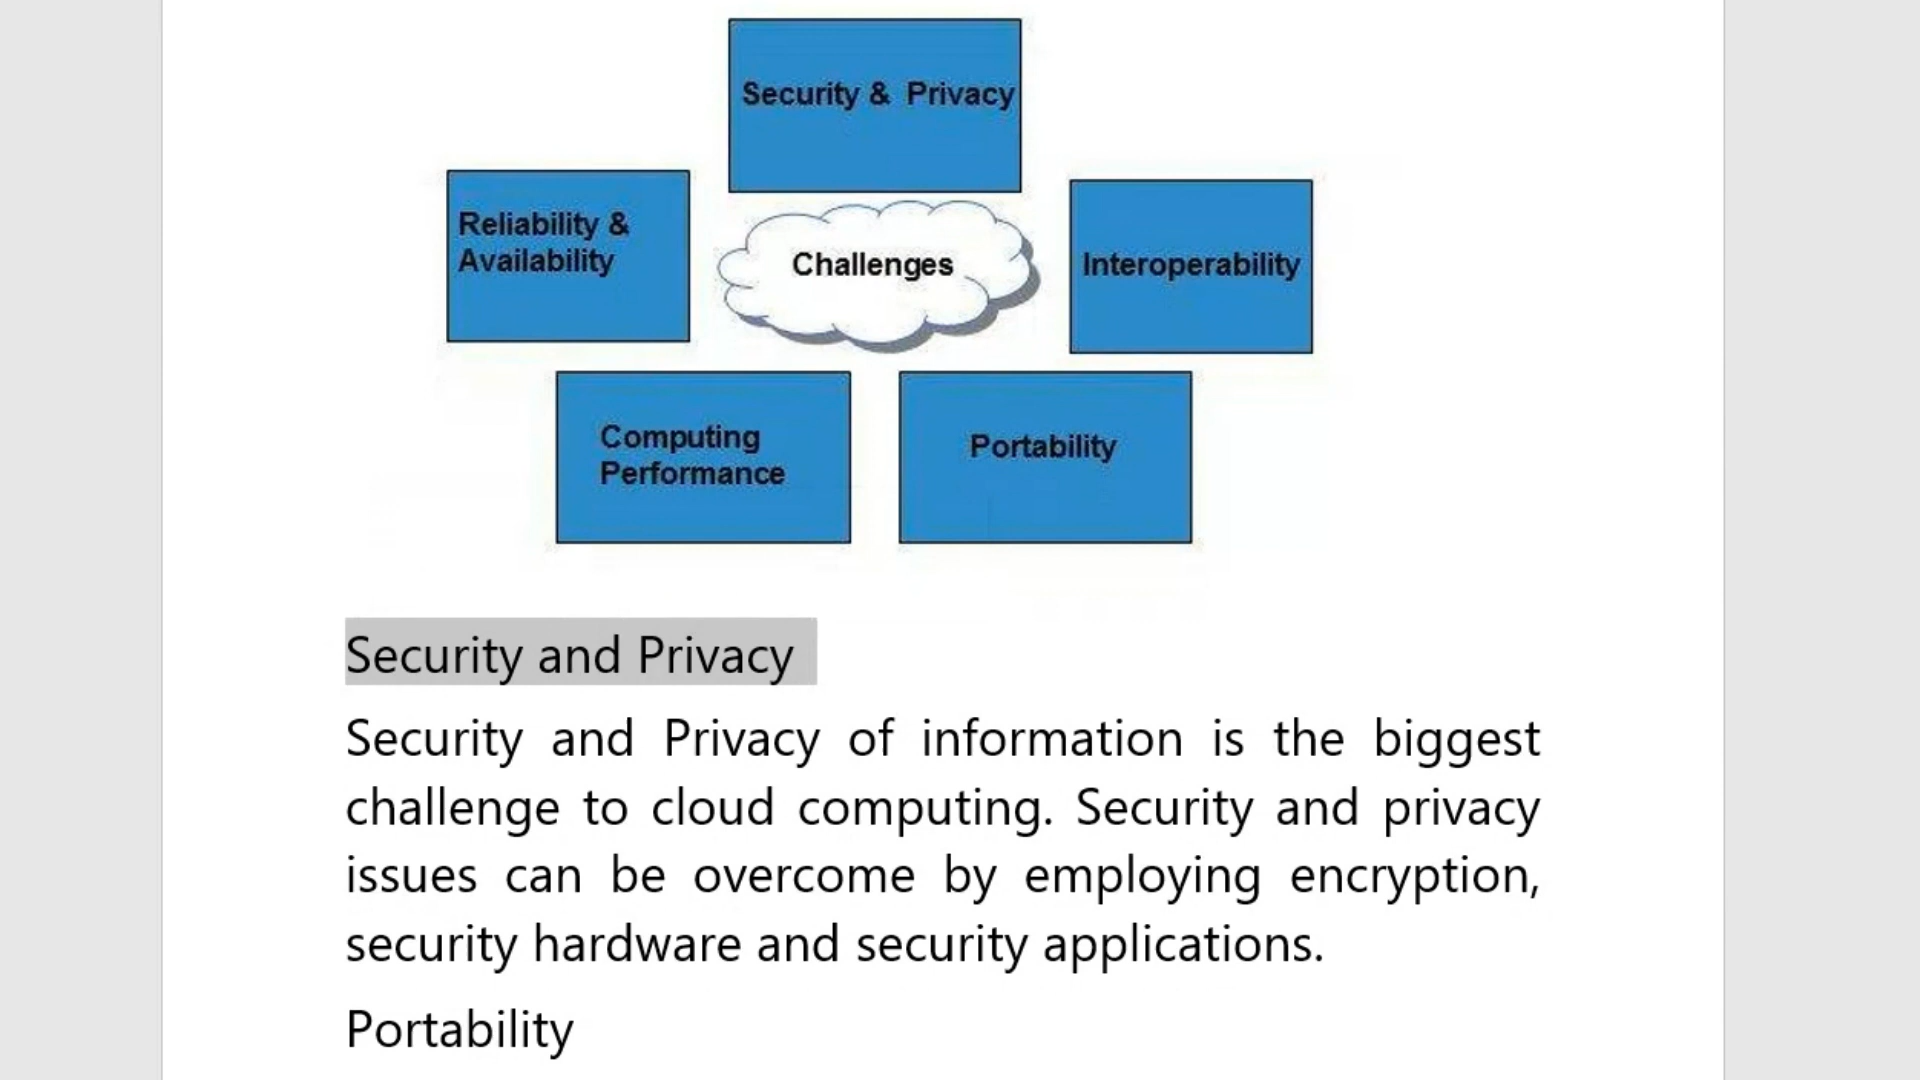 Security & Privacy
Reliability &
Availability
Challenges
Interoperability
Computing
Performance
Portability
Security and Privacy
Security and Privacy of information is the biggest
challenge to cloud computing. Security and privacy
issues can be overcome by employing encryption,
security hardware and security applications.
Portability